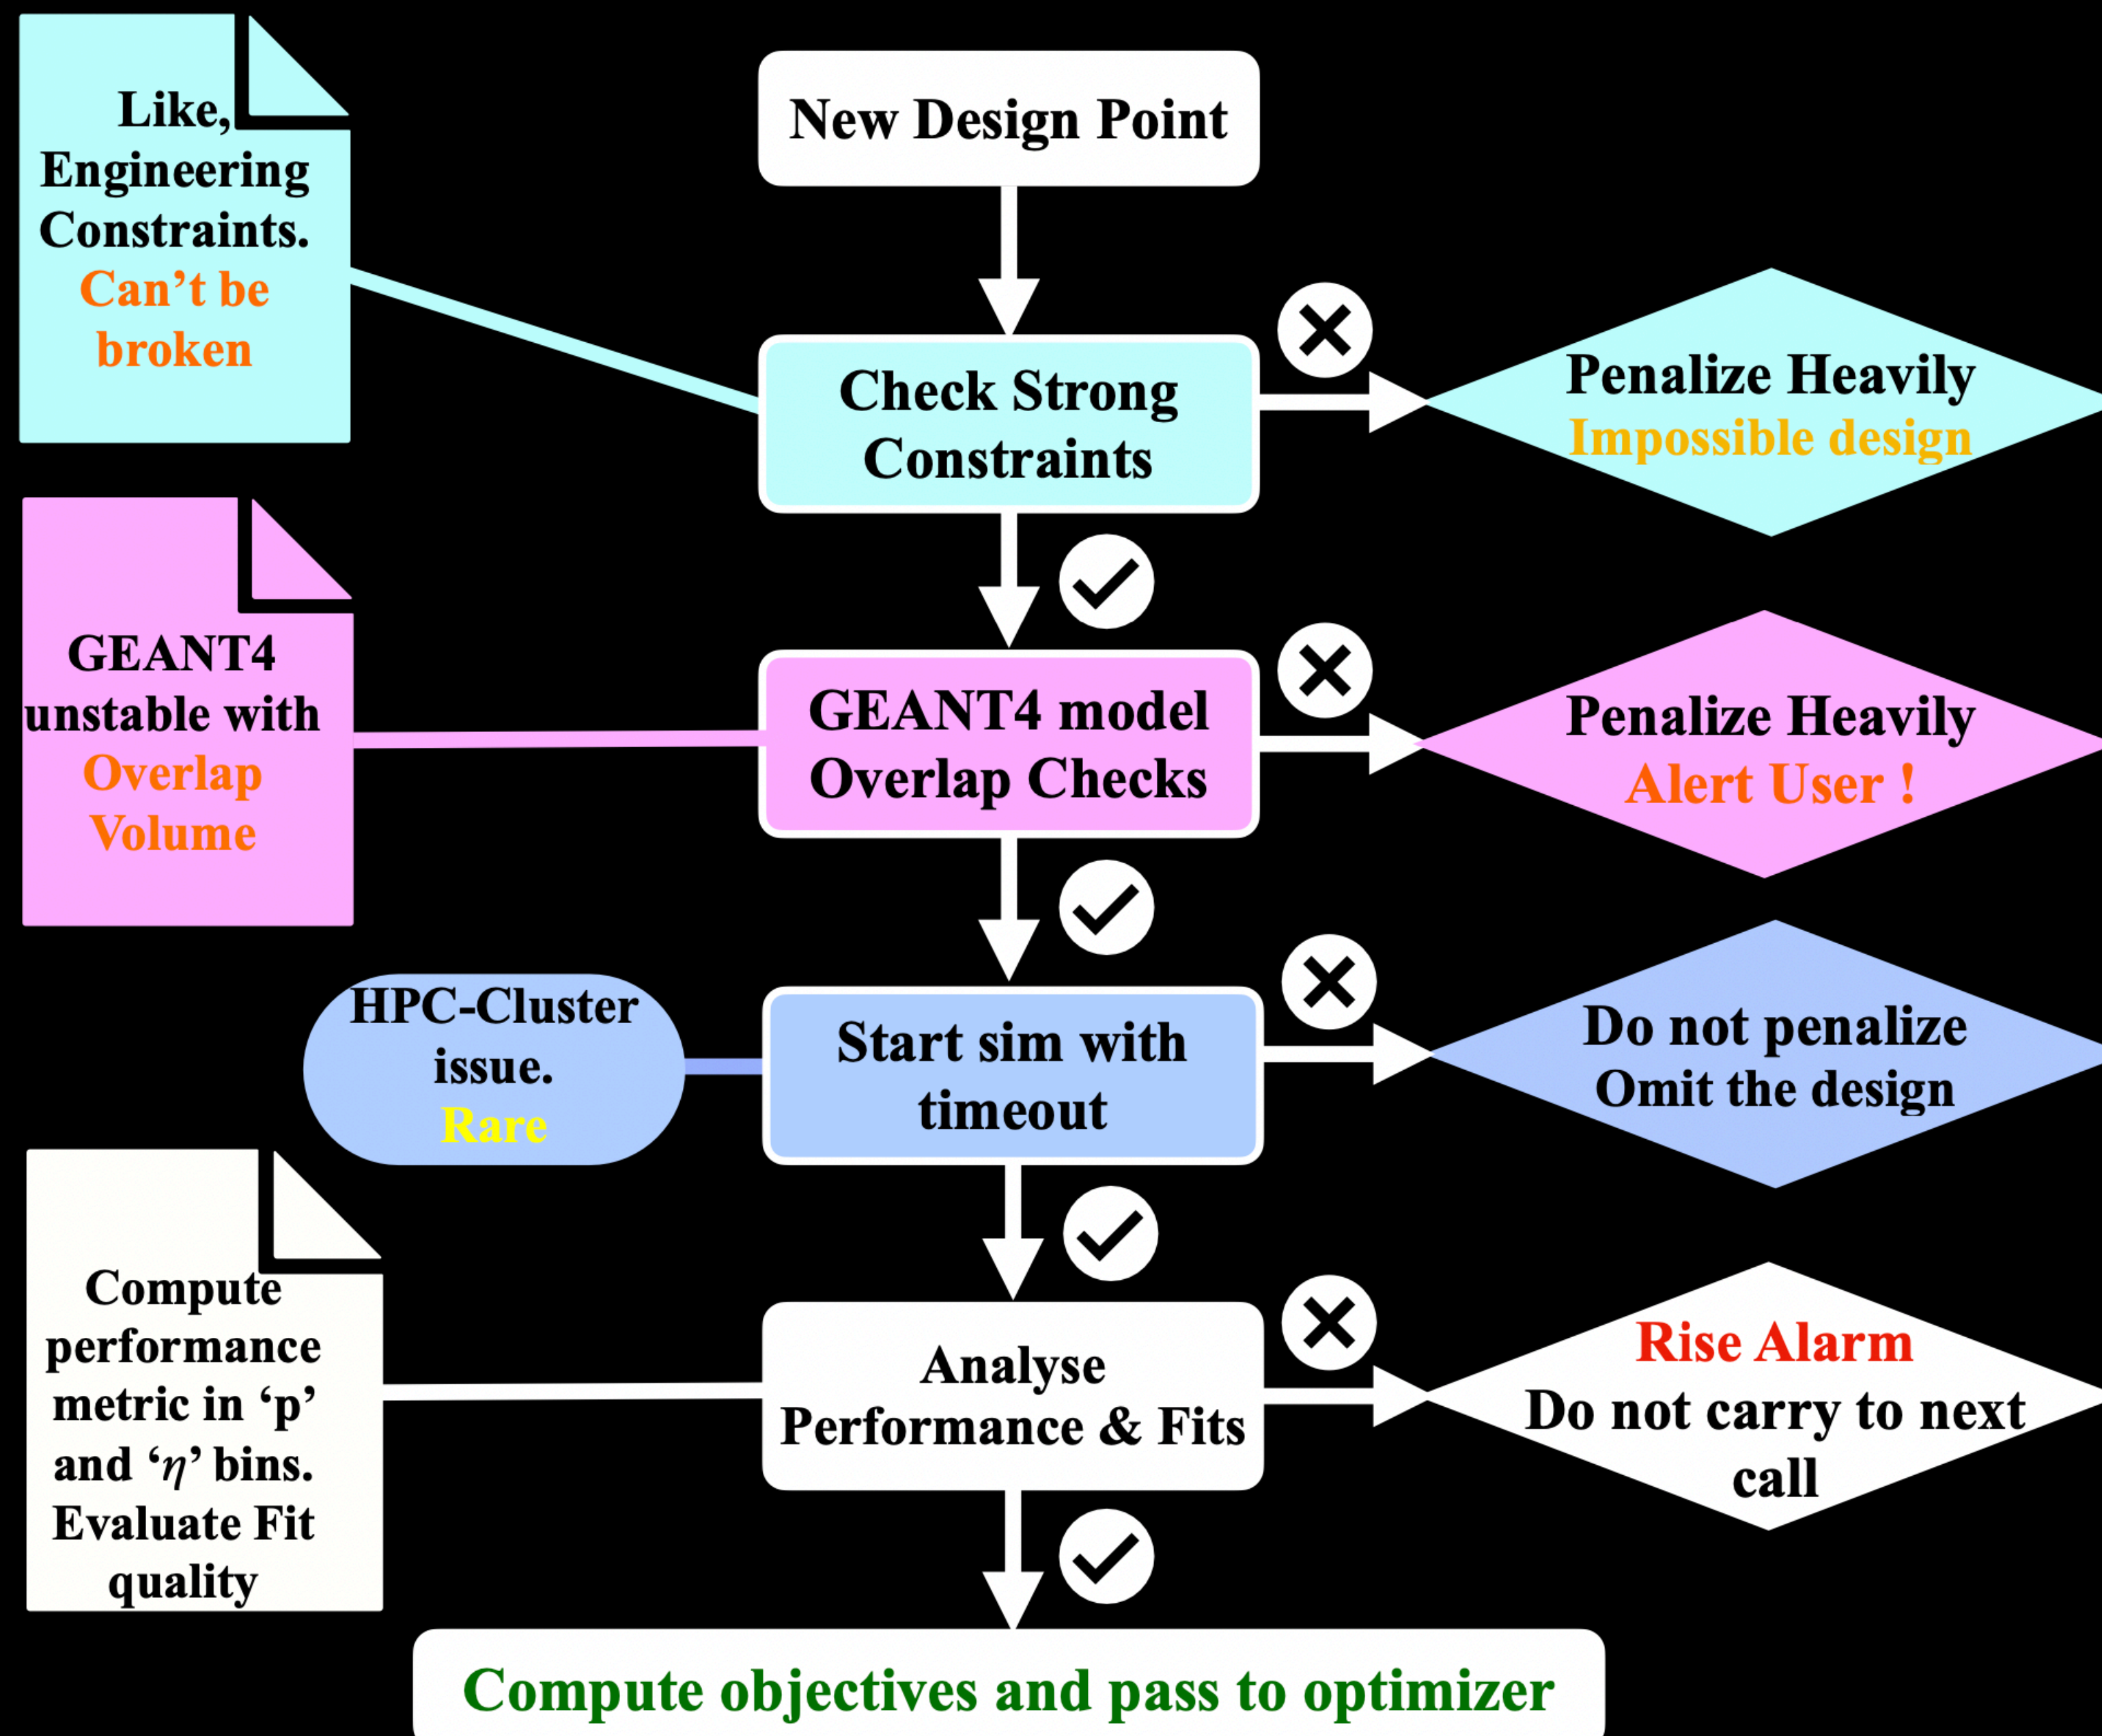 Like,
Engineering
Constraints.
Can’t be
broken
New Design Point
Check Strong
Constraints
Penalize Heavily
Impossible design
GEANT4
unstable with
Overlap
Volume
GEANT4 model
Overlap Checks
Penalize Heavily
Alert User !
HPC-Cluster
issue.
Rare
Start sim with
timeout
Do not penalize
Omit the design
Compute
performance
metric in ‘p’
and ‘η’ bins.
Evaluate Fit
quality
Analyse
Performance & Fits
Rise Alarm
Do not carry to next
call
Compute objectives and pass to optimizer